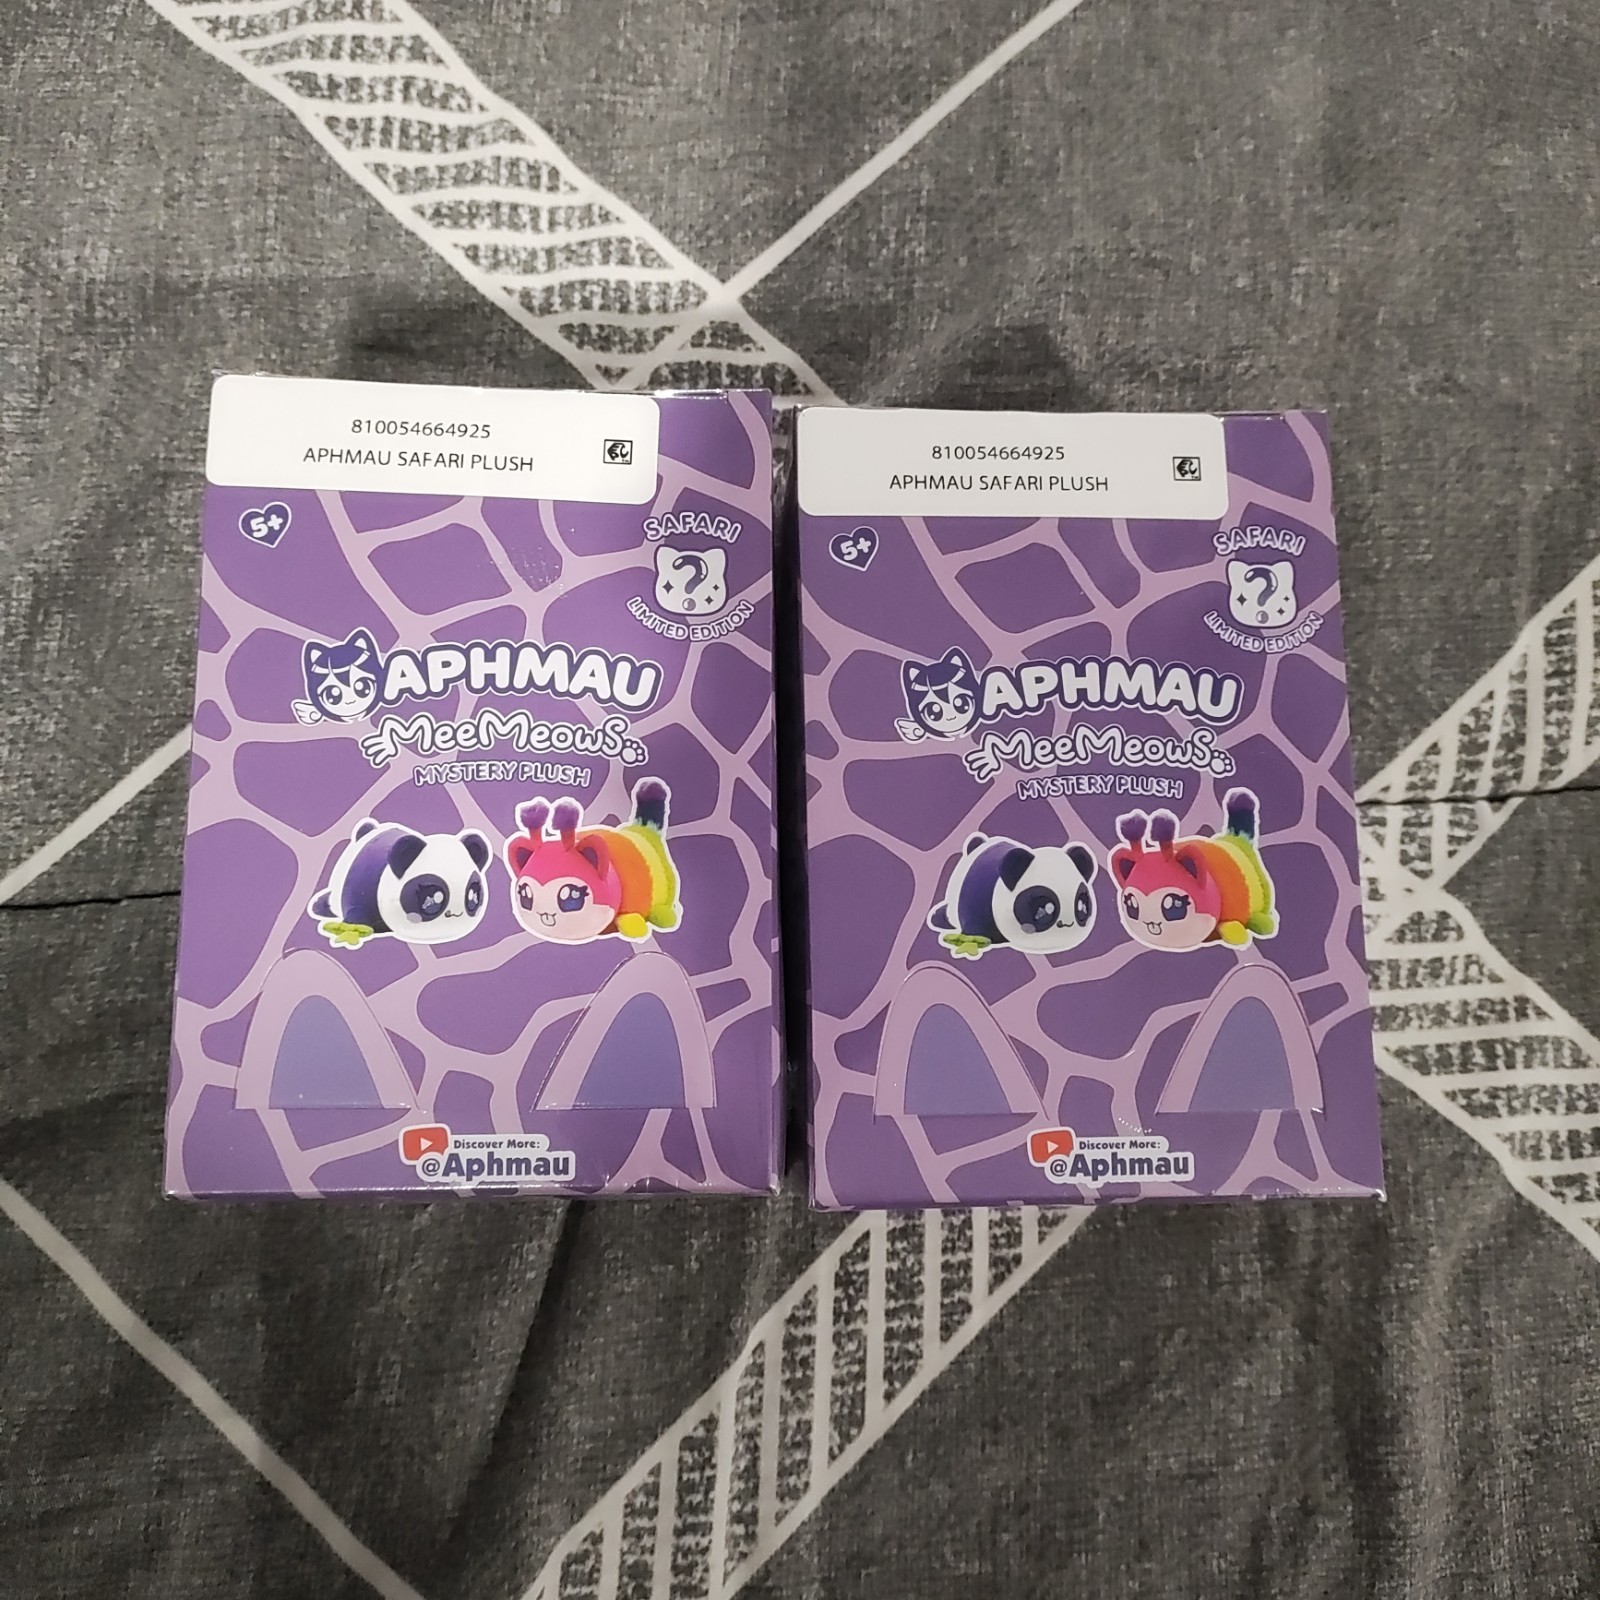 810054664925
APHMAU SAFARI PLUSH
5+
SAFARI
?
LIMITED EDITION
APHMAU
MeeMeows
MYSTERY PLUSH
Discover More:
@Aphmau
810054664925
APHMAU SAFARI PLUSH
5+
SAFARI
?
LIMITED EDITION
APHMAU
MeeMeows
MYSTERY PLUSH
Discover More:
@Aphmau